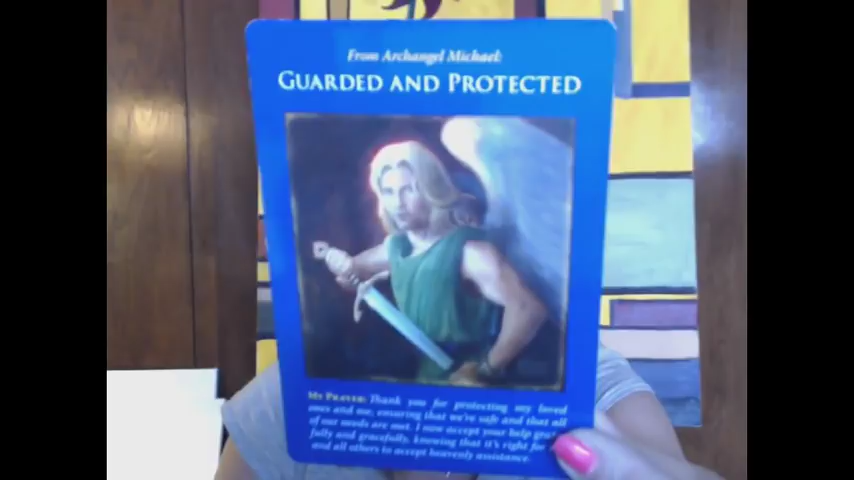 From Archangel Michael:
GUARDED AND PROTECTED
MY PRAYER: Thank you for protecting my loved
ones and me, ensuring that we're safe and that all
of our needs are met. I now accept your help
fully and gracefully, knowing that it's right for
and all others to accept heavenly assistance.